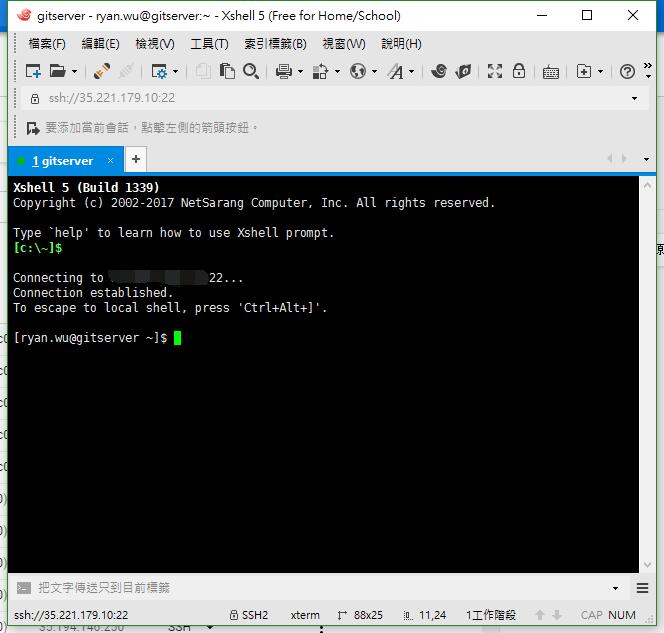 gitserver - ryan.wu@gitserver:~ - Xshell 5 (Free for Home/School)
檔案(F) 編輯(E) 檢視(V) 工具(T) 索引標籤(B) 視窗(W) 說明(H)
ssh://35.221.179.10:22
要添加當前會話，點擊左側的箭頭按鈕。
1 gitserver × +
Xshell 5 (Build 1339)
Copyright (c) 2002-2017 NetSarang Computer, Inc. All rights reserved.
Type `help' to learn how to use Xshell prompt.
[c:\~]$
Connecting to 22...
Connection established.
To escape to local shell, press 'Ctrl+Alt+]'.
[ryan.wu@gitserver ~]$
把文字傳送只到目前標籤
ssh://35.221.179.10:22 SSH2 xterm 88x25 11,24 1工作階段 CAP NUM